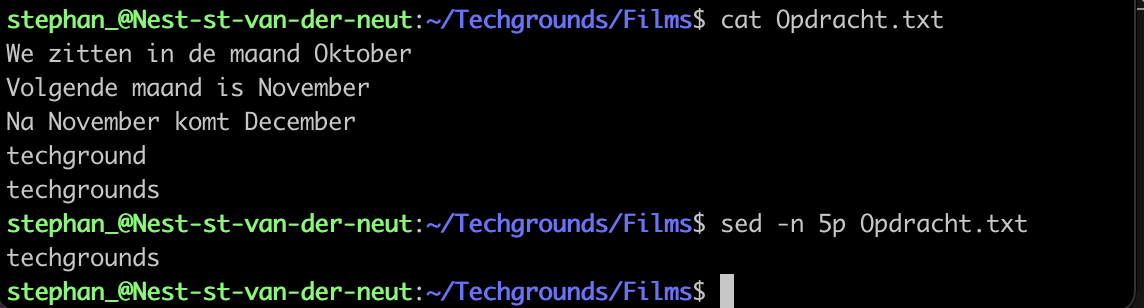 stephan_@Nest-st-van-der-neut:~/Techgrounds/Films$ cat Opdracht.txt
We zitten in de maand Oktober
Volgende maand is November
Na November komt December
techground
techgrounds
stephan_@Nest-st-van-der-neut:~/Techgrounds/Films$ sed -n 5p Opdracht.txt
techgrounds
stephan_@Nest-st-van-der-neut:~/Techgrounds/Films$